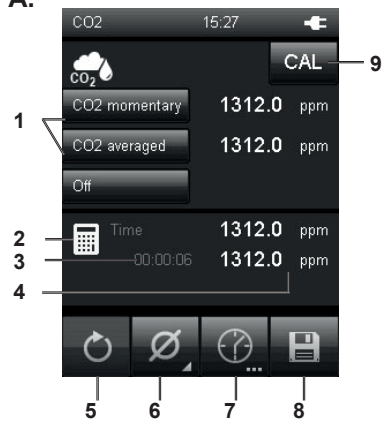 A.
CO2 15:27
CO2
CAL 9
CO2 momentary 1312.0 ppm
1
CO2 averaged 1312.0 ppm
Off
2 Time 1312.0 ppm
3 00:00:06 1312.0 ppm
4
5 6 7 8